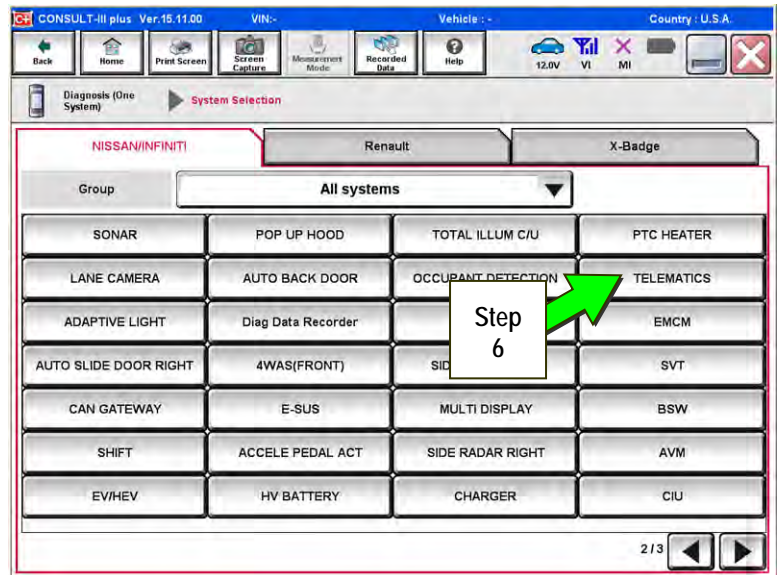 CONSULT-III plus Ver.15.11.00 VIN:- Vehicle : - Country : U.S.A.
Back Home Print Screen Screen Capture Measurement Mode Recorded Data Help 12.0V VI MI
Diagnosis (One System) System Selection
NISSAN/INFINITI Renault X-Badge
Group All systems
SONAR POP UP HOOD TOTAL ILLUM C/U PTC HEATER
LANE CAMERA AUTO BACK DOOR OCCUPANT DETECTION TELEMATICS
ADAPTIVE LIGHT Diag Data Recorder EMCM
Step
6
AUTO SLIDE DOOR RIGHT 4WAS(FRONT) SID SVT
CAN GATEWAY E-SUS MULTI DISPLAY BSW
SHIFT ACCELE PEDAL ACT SIDE RADAR RIGHT AVM
EV/HEV HV BATTERY CHARGER CIU
2/3